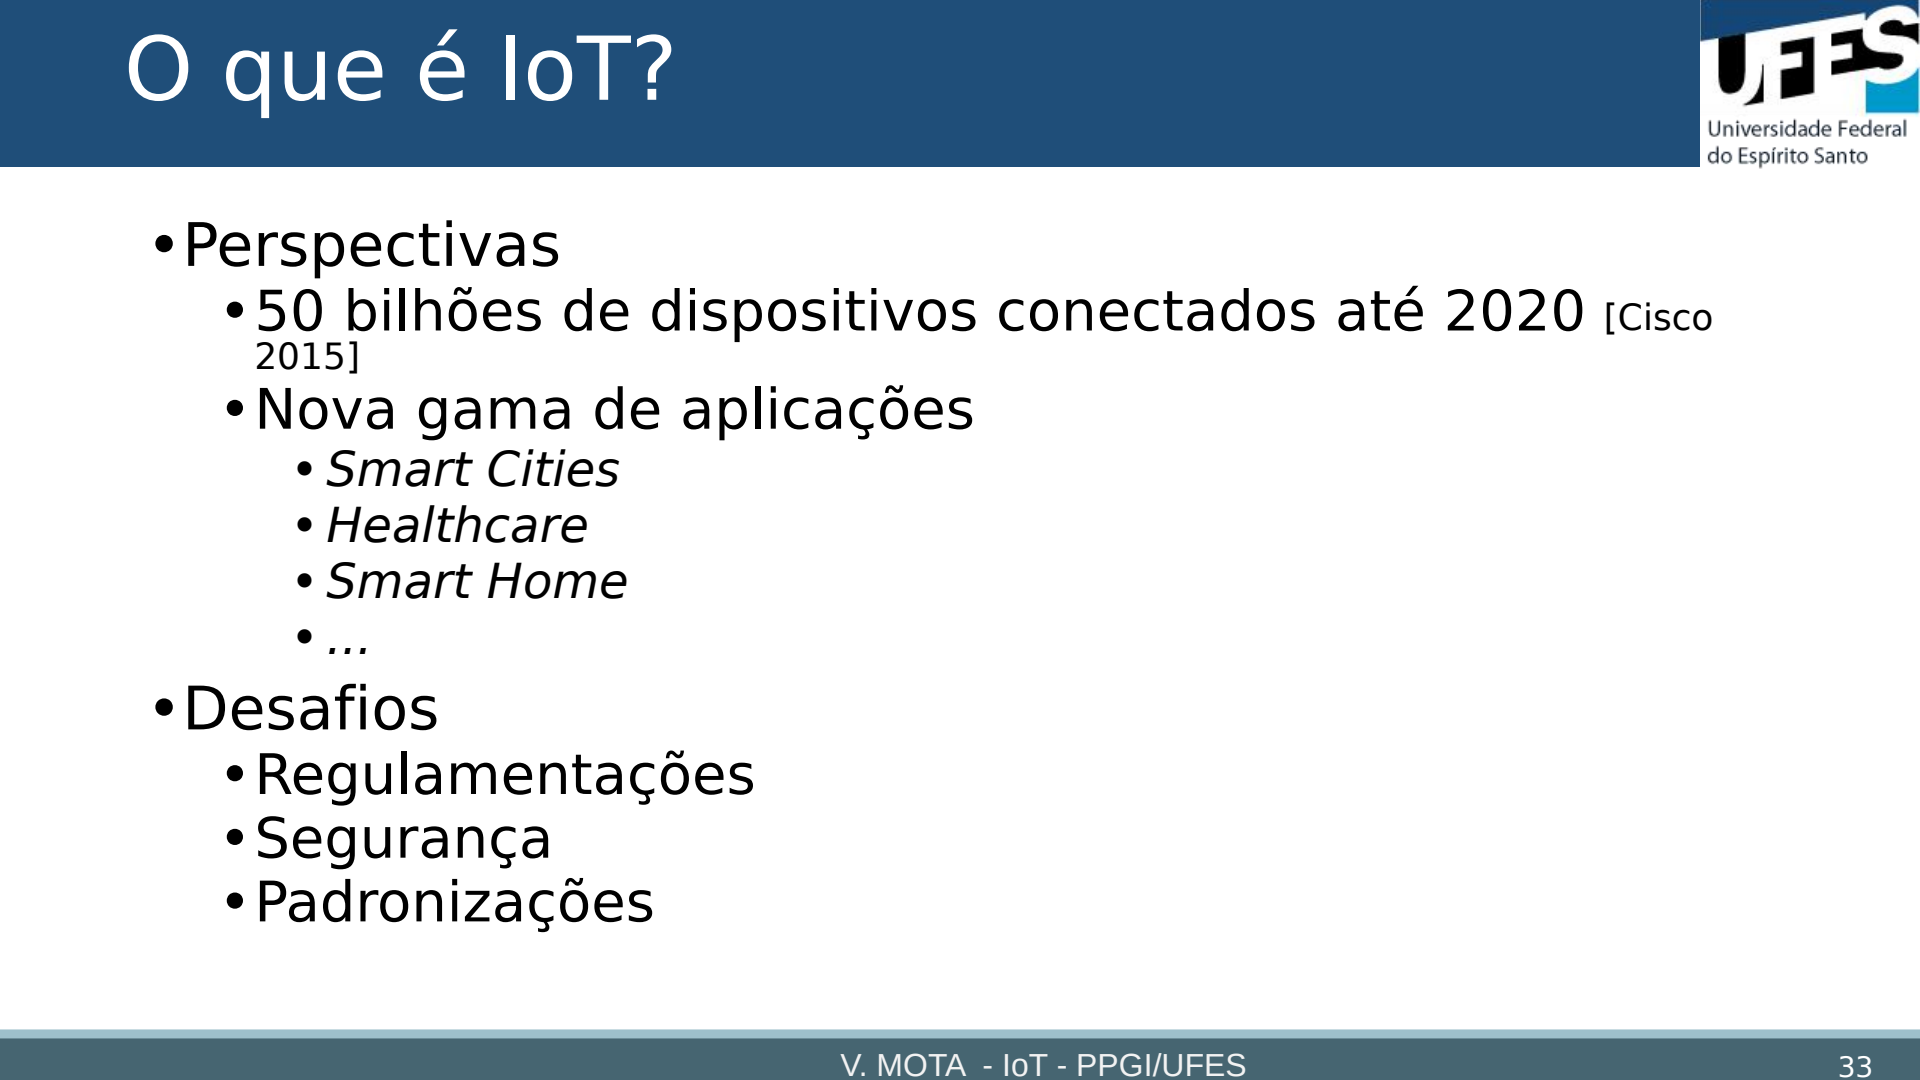 O que é IoT?
UFES
Universidade Federal
do Espírito Santo
•Perspectivas
•50 bilhões de dispositivos conectados até 2020 [Cisco
2015]
•Nova gama de aplicações
•Smart Cities
•Healthcare
•Smart Home
•...
•Desafios
•Regulamentações
•Segurança
•Padronizações
V. MOTA  - IoT - PPGI/UFES
33